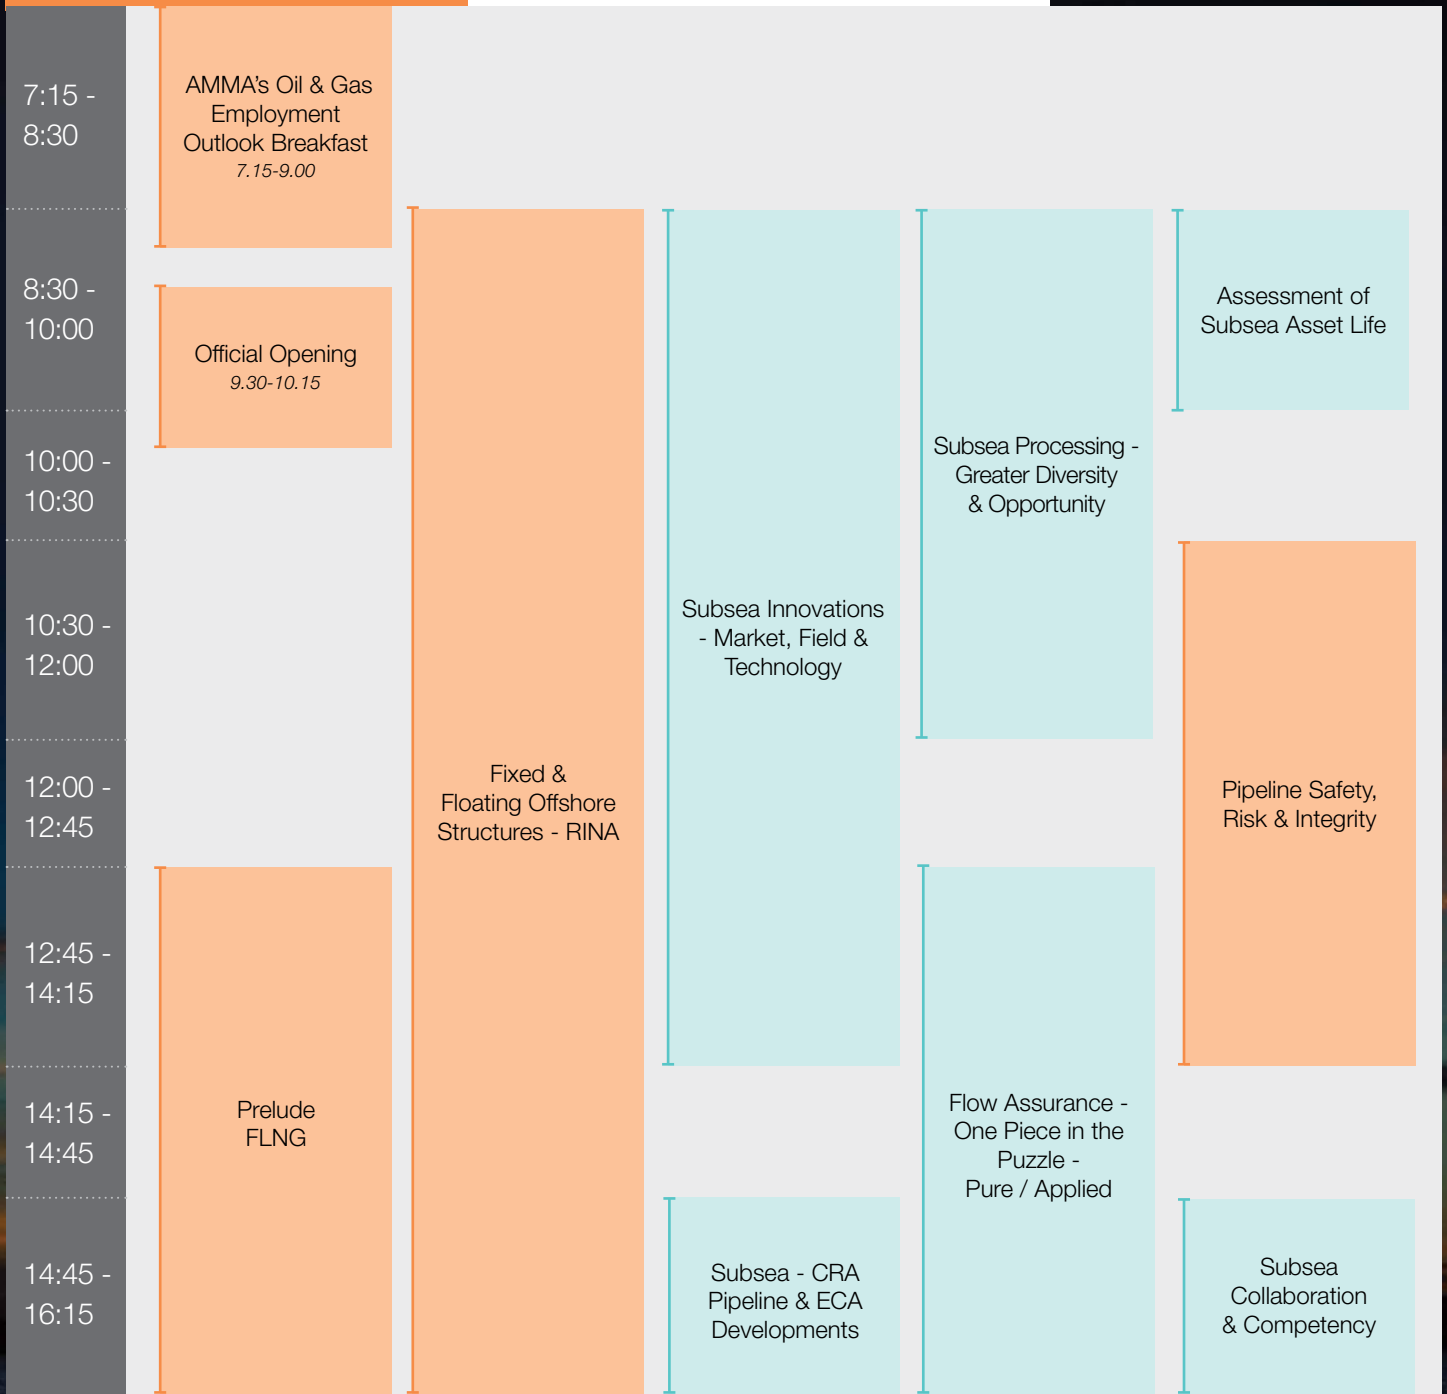 7:15 -
8:30
8:30 -
10:00
10:00 -
10:30
10:30 -
12:00
12:00 -
12:45
12:45 -
14:15
14:15 -
14:45
14:45 -
16:15
AMMA's Oil & Gas
Employment
Outlook Breakfast
7.15-9.00
Official Opening
9.30-10.15
Prelude
FLNG
Fixed &
Floating Offshore
Structures - RINA
Subsea Innovations
- Market, Field &
Technology
Subsea - CRA
Pipeline & ECA
Developments
Subsea Processing -
Greater Diversity
& Opportunity
Flow Assurance -
One Piece in the
Puzzle -
Pure / Applied
Assessment of
Subsea Asset Life
Pipeline Safety,
Risk & Integrity
Subsea
Collaboration
& Competency